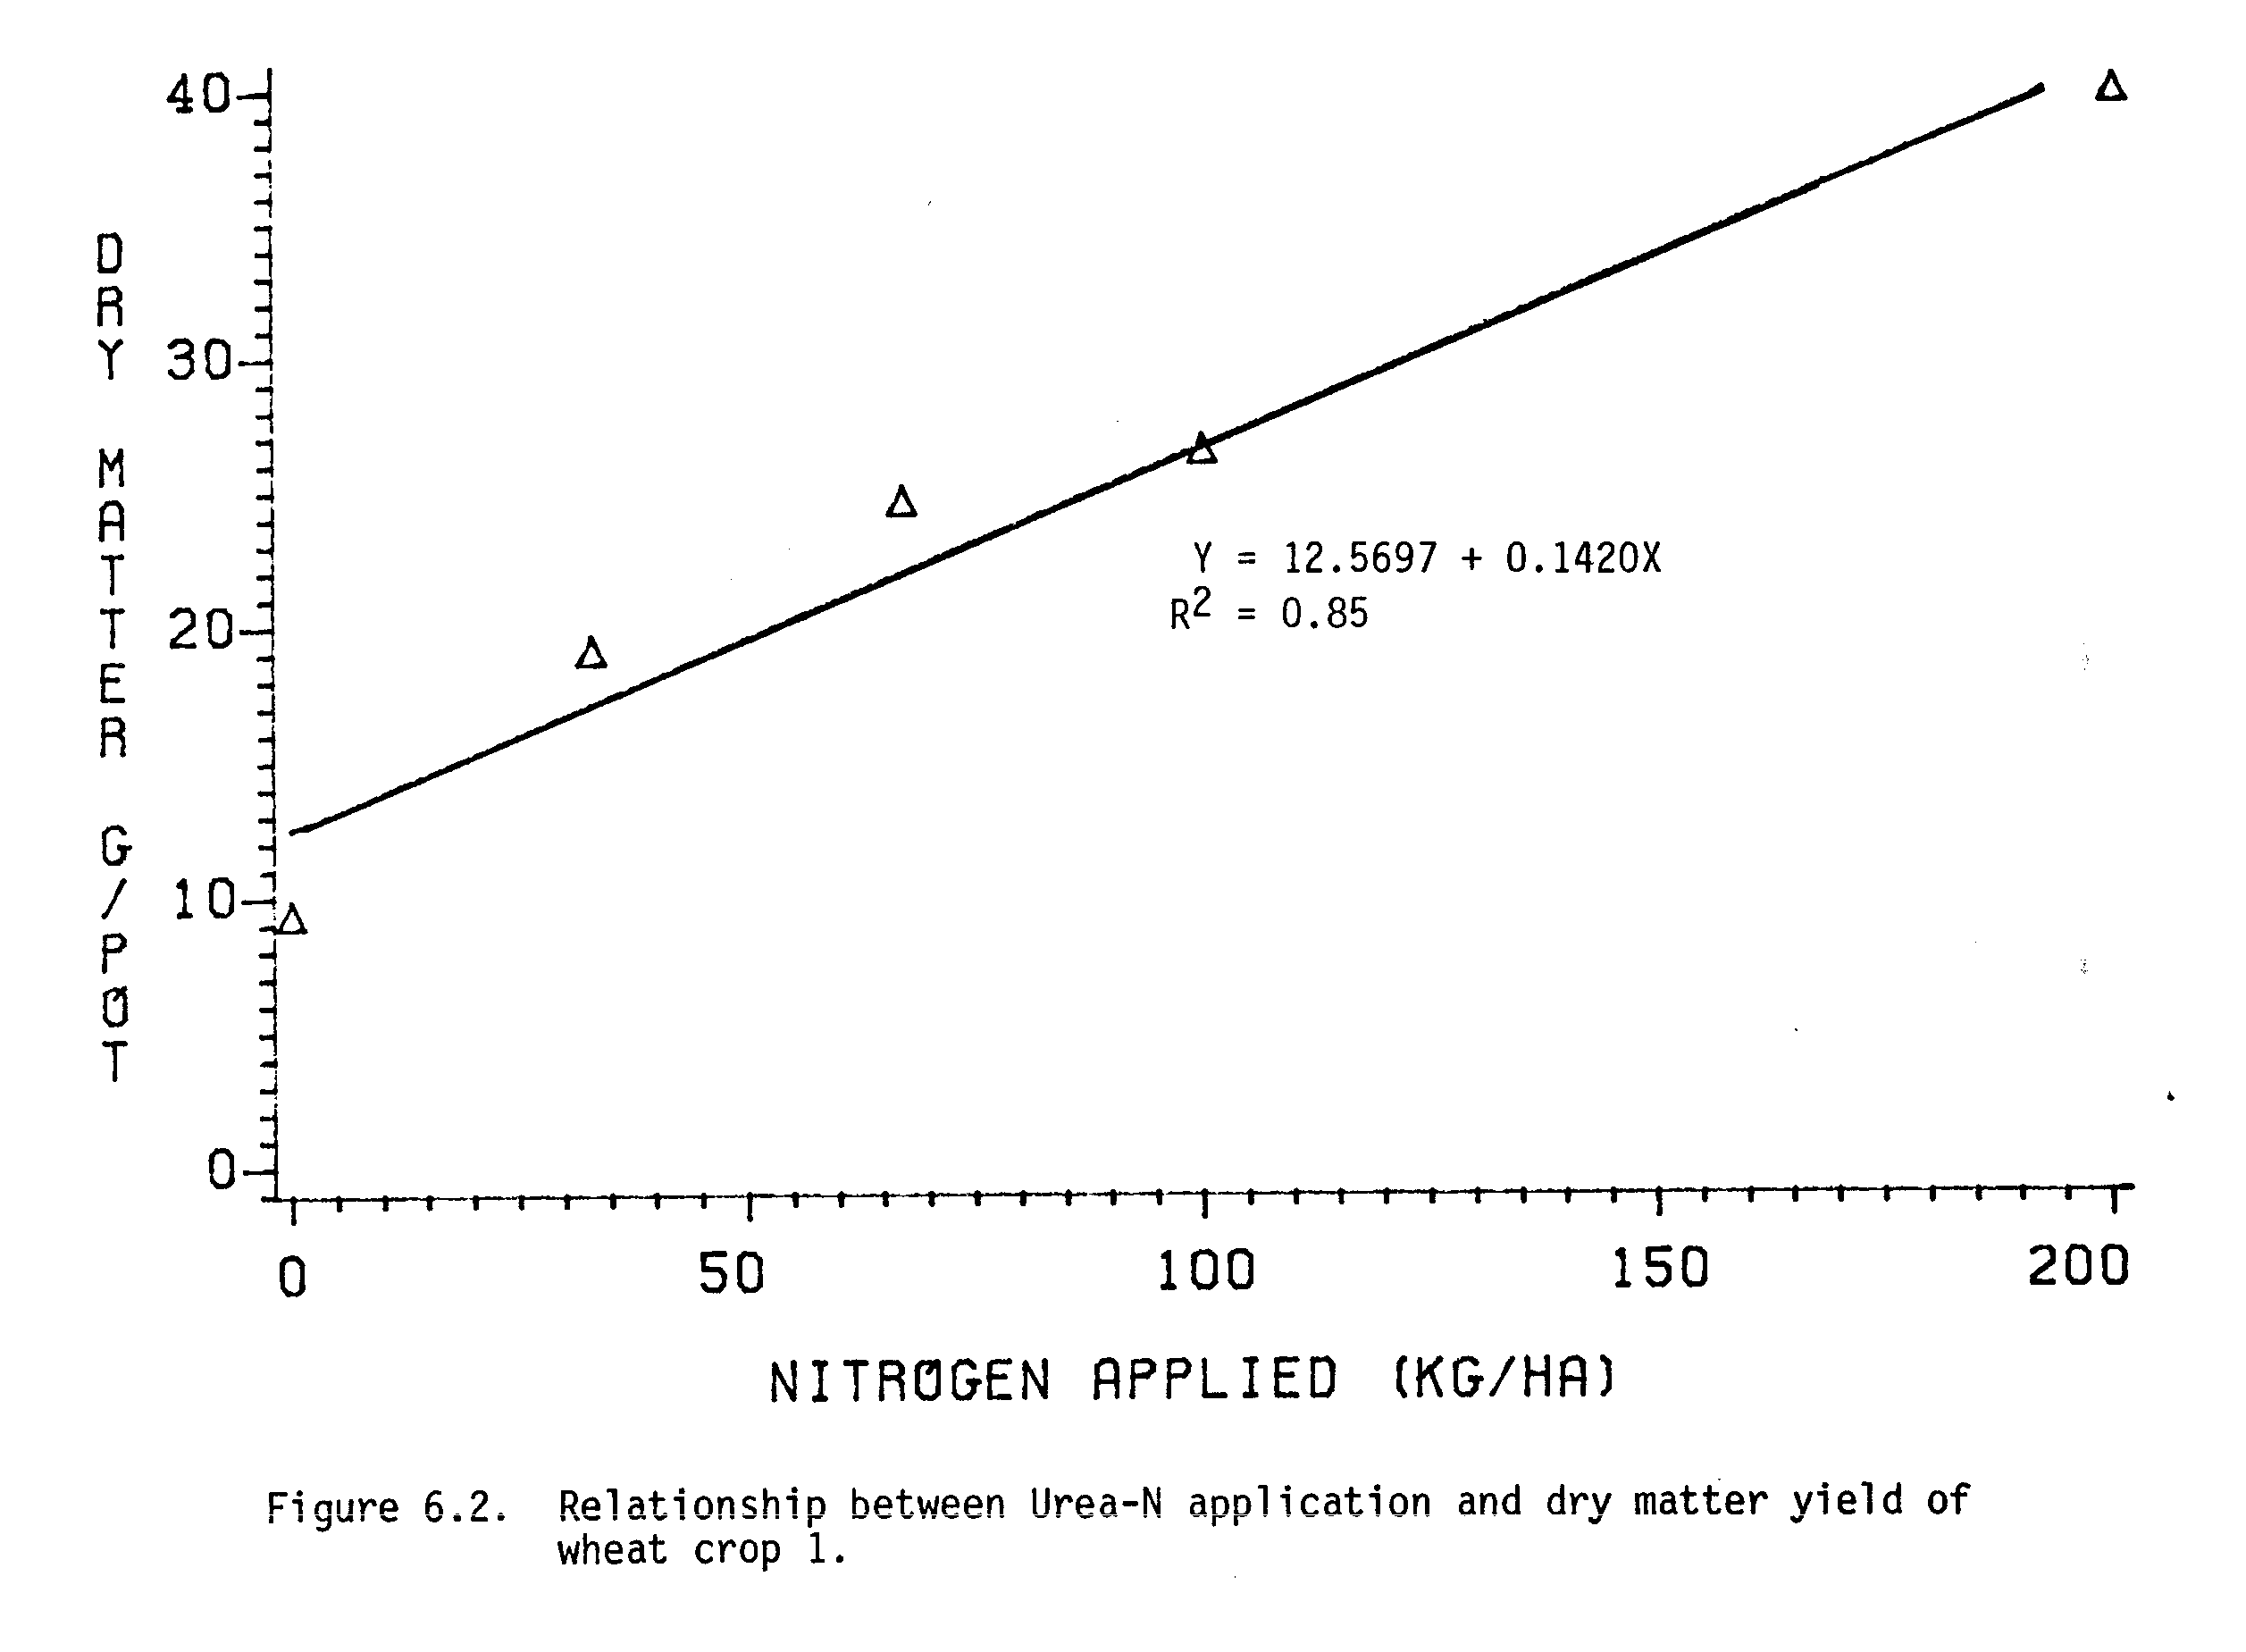 40
30
20
10
0
DRY MATTER G/PØT
Y = 12.5697 + 0.1420X
R² = 0.85
0 50 100 150 200
NITRØGEN APPLIED (KG/HA)
Figure 6.2. Relationship between Urea-N application and dry matter yield of
wheat crop 1.